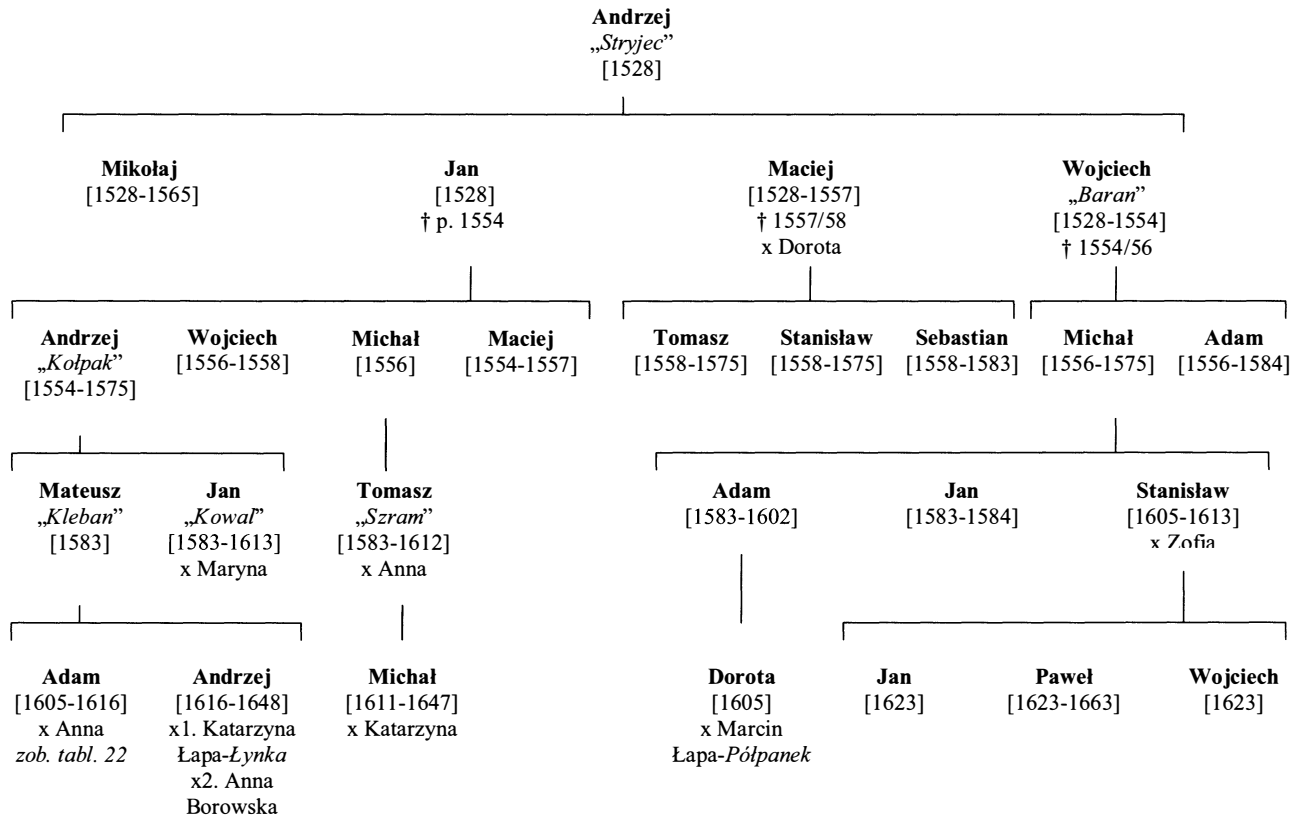 Andrzej
„Stryjec”
[1528]
Mikołaj
[1528-1565]
Jan
[1528]
† p. 1554
Maciej
[1528-1557]
† 1557/58
x Dorota
Wojciech
„Baran”
[1528-1554]
† 1554/56
Andrzej
„Kołpak”
[1554-1575]
Wojciech
[1556-1558]
Michał
[1556]
Maciej
[1554-1557]
Tomasz
[1558-1575]
Stanisław
[1558-1575]
Sebastian
[1558-1583]
Michał
[1556-1575]
Adam
[1556-1584]
Mateusz
„Kleban”
[1583]
Jan
„Kowal”
[1583-1613]
x Maryna
Tomasz
„Szram”
[1583-1612]
x Anna
Adam
[1583-1602]
Jan
[1583-1584]
Stanisław
[1605-1613]
x Zofia
Adam
[1605-1616]
x Anna
zob. tabl. 22
Andrzej
[1616-1648]
x1. Katarzyna
Łapa-Łynka
x2. Anna
Borowska
Michał
[1611-1647]
x Katarzyna
Dorota
[1605]
x Marcin
Łapa-Półpanek
Jan
[1623]
Paweł
[1623-1663]
Wojciech
[1623]